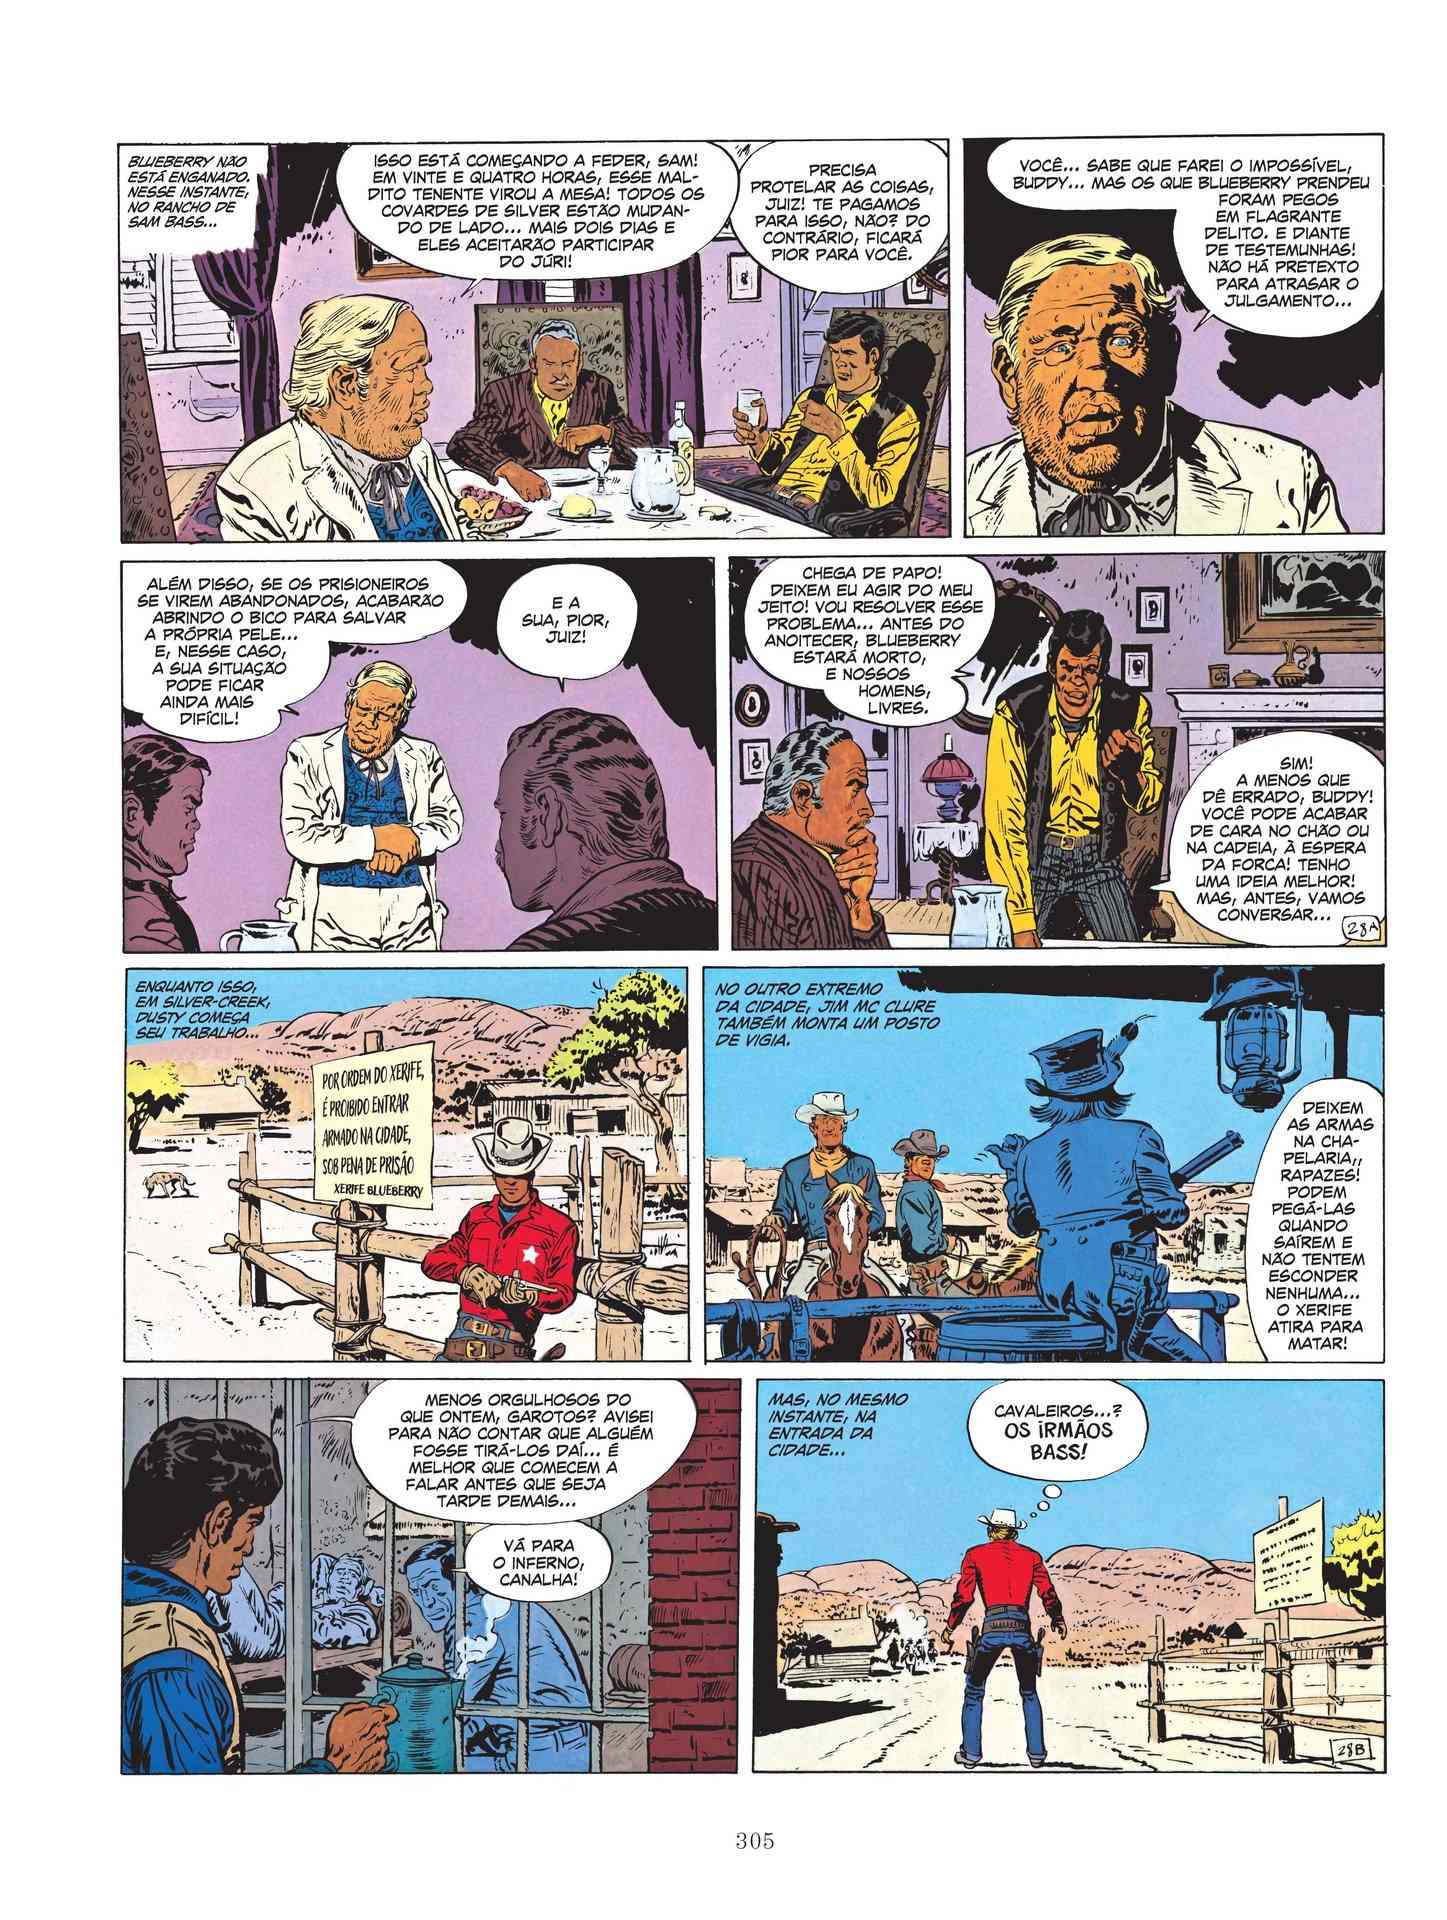 BLUEBERRY NÃO
ESTÁ ENGANADO.
NESSE INSTANTE,
NO RANCHO DE
SAM BASS...
ISSO ESTÁ COMEÇANDO A FEDER, SAM!
EM VINTE E QUATRO HORAS, ESSE MAL-
DITO TENENTE VIROU A MESA! TODOS OS
COVARDES DE SILVER ESTÃO MUDAN-
DO DE LADO... MAIS DOIS DIAS E
ELES ACEITARÃO PARTICIPAR
DO JÚRI!
PRECISA
PROTELAR AS COISAS,
JUIZ! TE PAGAMOS
PARA ISSO, NÃO? DO
CONTRÁRIO, FICARÁ
PIOR PARA VOCÊ.
VOCÊ... SABE QUE FAREI O IMPOSSÍVEL,
BUDDY... MAS OS QUE BLUEBERRY PRENDEU
FORAM PEGOS
EM FLAGRANTE
DELITO. E DIANTE
DE TESTEMUNHAS!
NÃO HÁ PRETEXTO
PARA ATRASAR O
JULGAMENTO...
ALÉM DISSO, SE OS PRISIONEIROS
SE VIREM ABANDONADOS, ACABARÃO
ABRINDO O BICO PARA SALVAR
A PRÓPRIA PELE...
E, NESSE CASO,
A SUA SITUAÇÃO
PODE FICAR
AINDA MAIS
DIFÍCIL!
E A
SUA, PIOR,
JUIZ!
CHEGA DE PAPO!
DEIXEM EU AGIR DO MEU
JEITO! VOU RESOLVER ESSE
PROBLEMA... ANTES DO
ANOITECER, BLUEBERRY
ESTARÁ MORTO,
E NOSSOS
HOMENS,
LIVRES.
SIM!
A MENOS QUE
DÊ ERRADO, BUDDY!
VOCÊ PODE ACABAR
DE CARA NO CHÃO OU
NA CADEIA, À ESPERA
DA FORCA! TENHO
UMA IDEIA MELHOR!
MAS, ANTES, VAMOS
CONVERSAR...
28A
ENQUANTO ISSO,
EM SILVER-CREEK,
DUSTY COMEÇA
SEU TRABALHO...
POR ORDEM DO XERIFE,
É PROIBIDO ENTRAR
ARMADO NA CIDADE,
SOB PENA DE PRISÃO
XERIFE BLUEBERRY
NO OUTRO EXTREMO
DA CIDADE, JIM MC CLURE
TAMBÉM MONTA UM POSTO
DE VIGIA.
DEIXEM
AS ARMAS
NA CHA-
PELARIA,,
RAPAZES!
PODEM
PEGÁ-LAS
QUANDO
SAÍREM E
NÃO TENTEM
ESCONDER
NENHUMA...
O XERIFE
ATIRA PARA
MATAR!
MENOS ORGULHOSOS DO
QUE ONTEM, GAROTOS? AVISEI
PARA NÃO CONTAR QUE ALGUÉM
FOSSE TIRÁ-LOS DAÍ... É
MELHOR QUE COMECEM A
FALAR ANTES QUE SEJA
TARDE DEMAIS...
VÁ PARA
O INFERNO,
CANALHA!
MAS, NO MESMO
INSTANTE, NA
ENTRADA DA
CIDADE...
CAVALEIROS...?
OS IRMÃOS
BASS!
28B
305